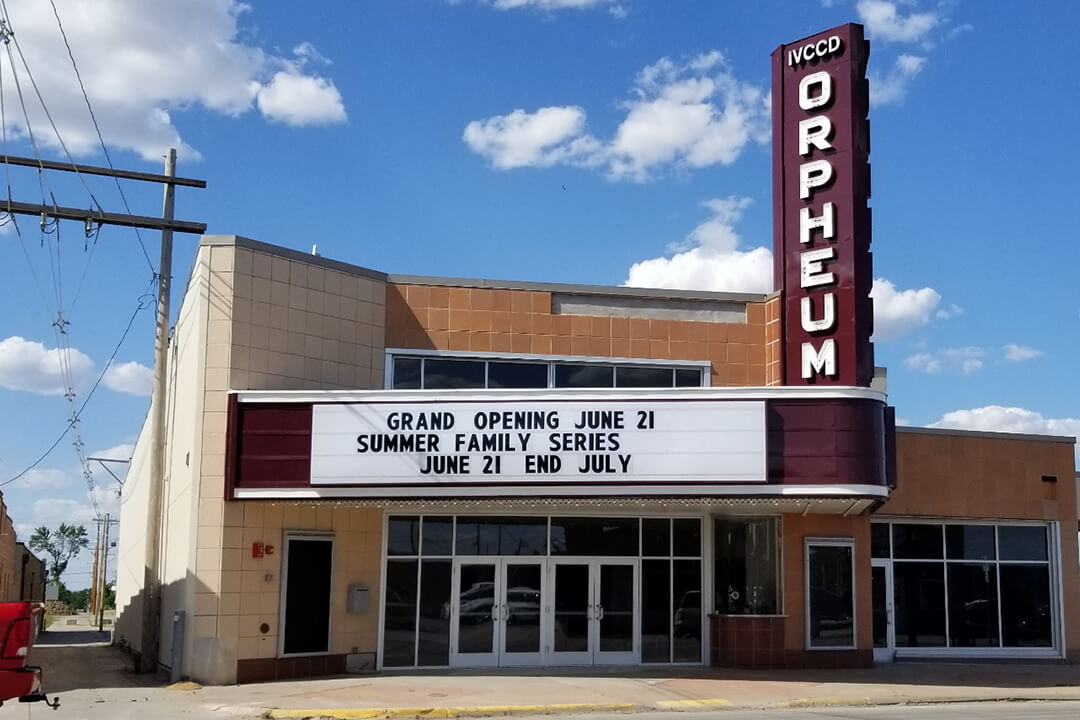 IVCCD
ORPHEUM
GRAND OPENING JUNE 21
SUMMER FAMILY SERIES
JUNE 21 END JULY